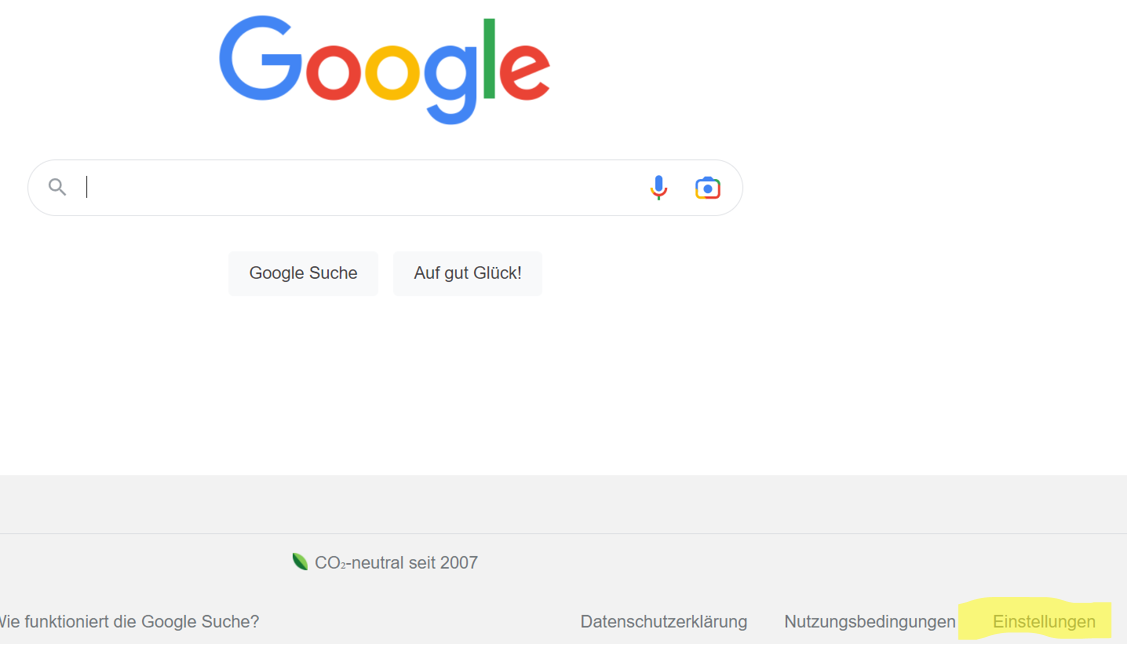 Google
Google Suche
Auf gut Glück!
CO₂-neutral seit 2007
Wie funktioniert die Google Suche?
Datenschutzerklärung
Nutzungsbedingungen
Einstellungen